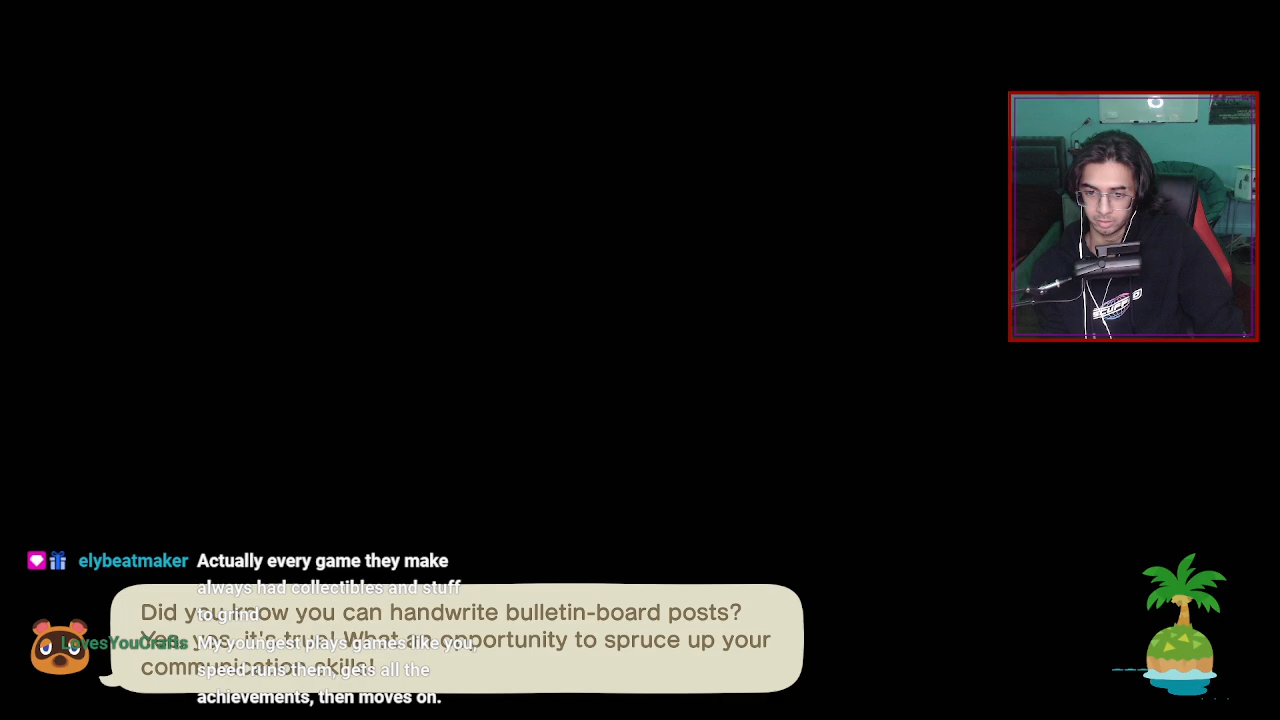 elybeatmaker Actually every game they make
always had collectibles and stuff
to grind
LovesYouCrafts My youngest plays games like you,
speed runs them, gets all the
achievements, then moves on.
Did you know you can handwrite bulletin-board posts?
Yes, yes, it's true! What an opportunity to spruce up your
communication skills!